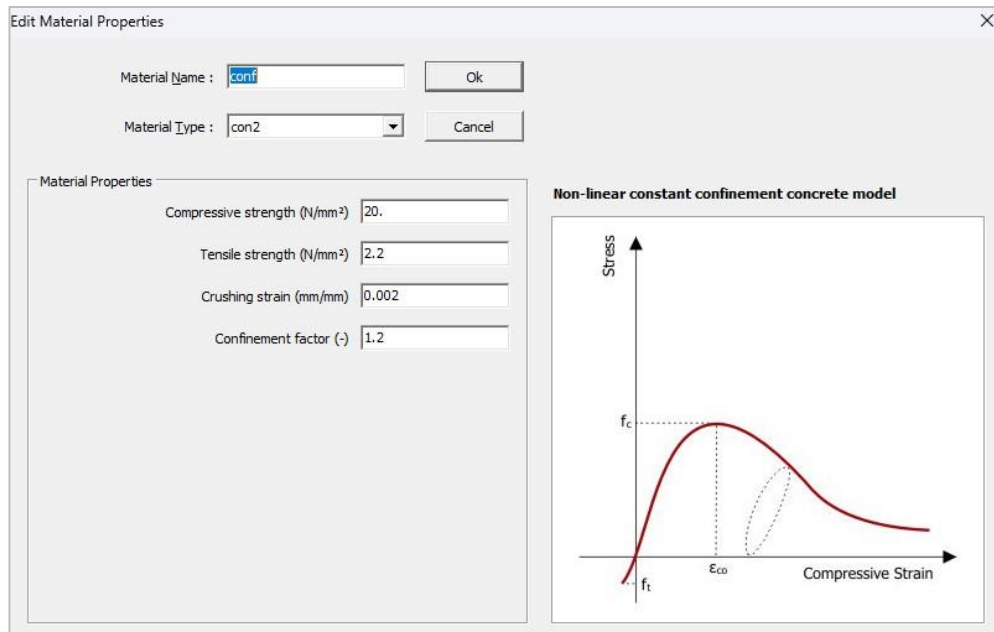 Edit Material Properties
Material Name : conf
Ok
Material Type : con2
Cancel
Material Properties
Compressive strength (N/mm²) 20.
Tensile strength (N/mm²) 2.2
Crushing strain (mm/mm) 0.002
Confinement factor (-) 1.2
Non-linear constant confinement concrete model
Stress
fc
εco
Compressive Strain
ft